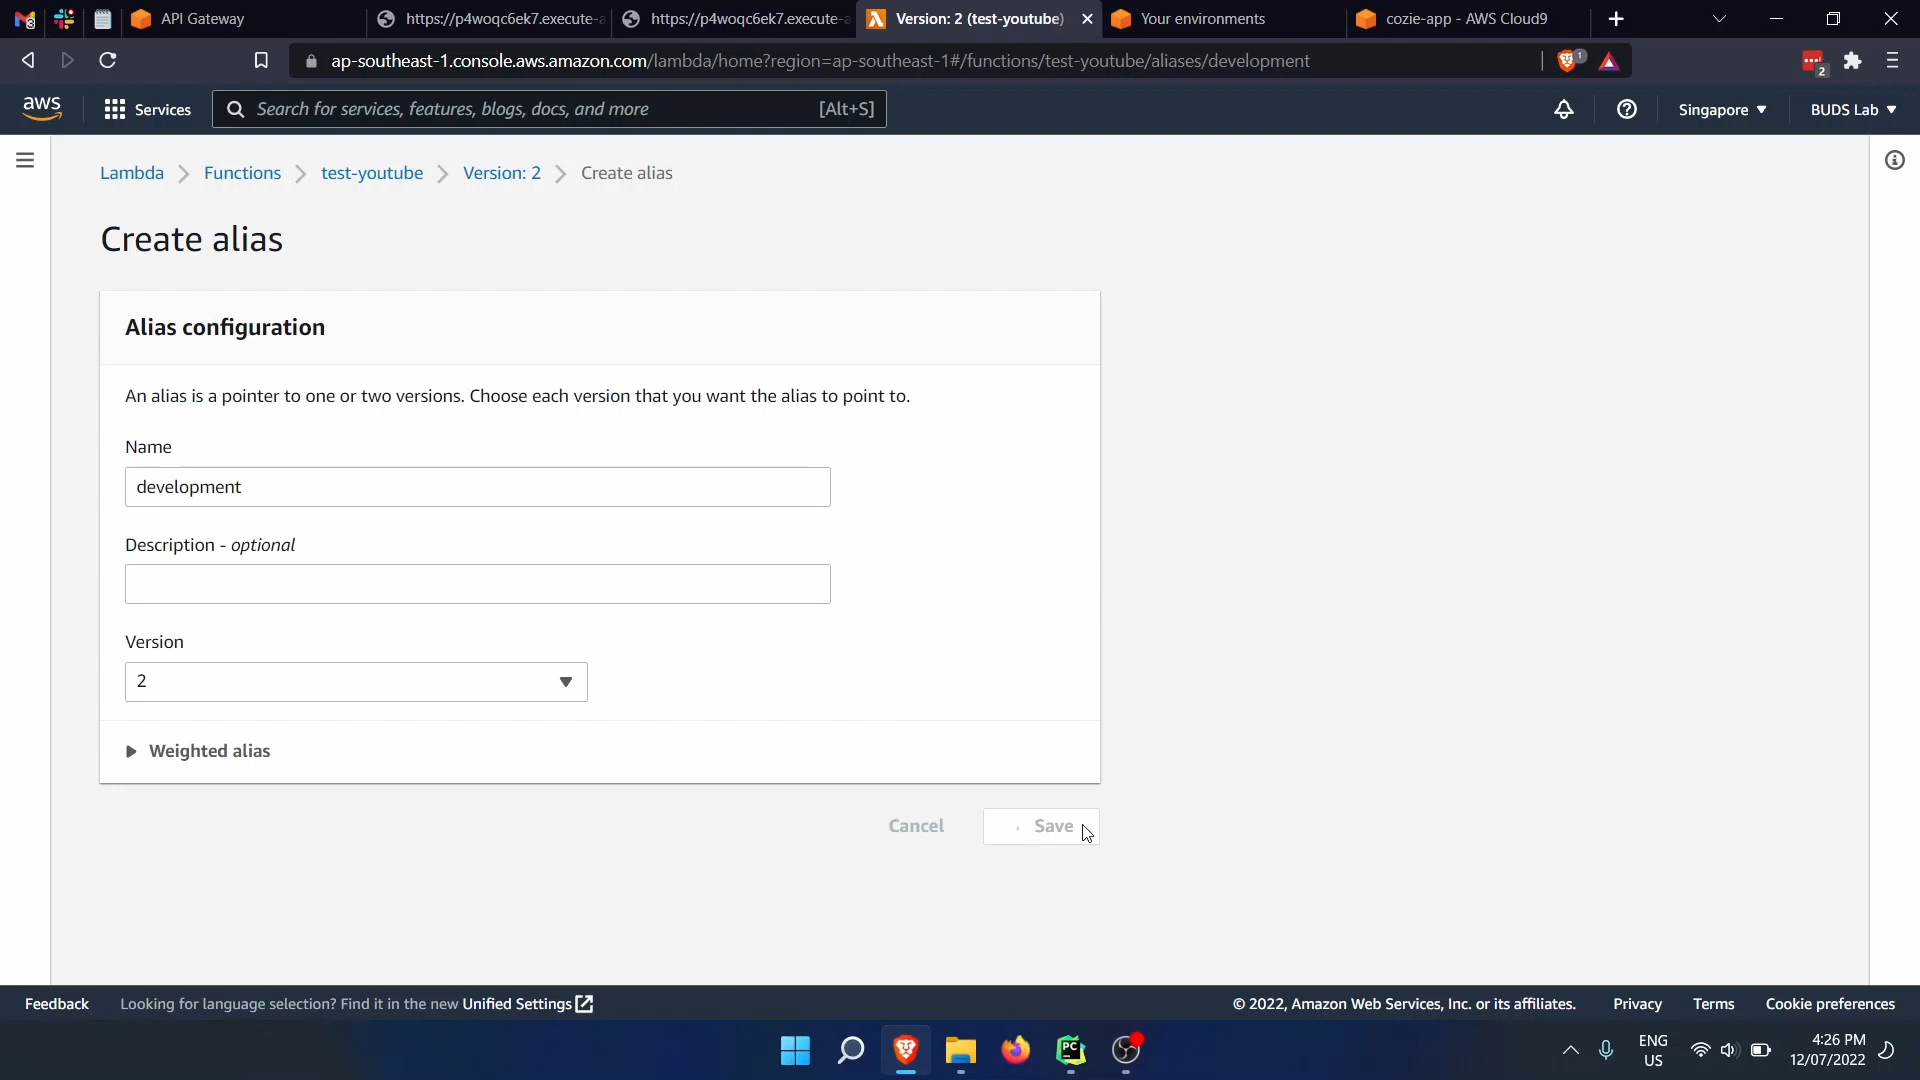 3
API Gateway
https://p4woqc6ek7.execute-a
https://p4woqc6ek7.execute-a
Version: 2 (test-youtube)
Your environments
cozie-app - AWS Cloud9
ap-southeast-1.console.aws.amazon.com/lambda/home?region=ap-southeast-1#/functions/test-youtube/aliases/development
1
2
aws
Services
Search for services, features, blogs, docs, and more
[Alt+S]
Singapore
BUDS Lab
Lambda
Functions
test-youtube
Version: 2
Create alias
Create alias
Alias configuration
An alias is a pointer to one or two versions. Choose each version that you want the alias to point to.
Name
development
Description - optional
Version
2
Weighted alias
Cancel
Save
Feedback
Looking for language selection? Find it in the new Unified Settings
© 2022, Amazon Web Services, Inc. or its affiliates.
Privacy
Terms
Cookie preferences
PC
ENG
US
4:26 PM
12/07/2022